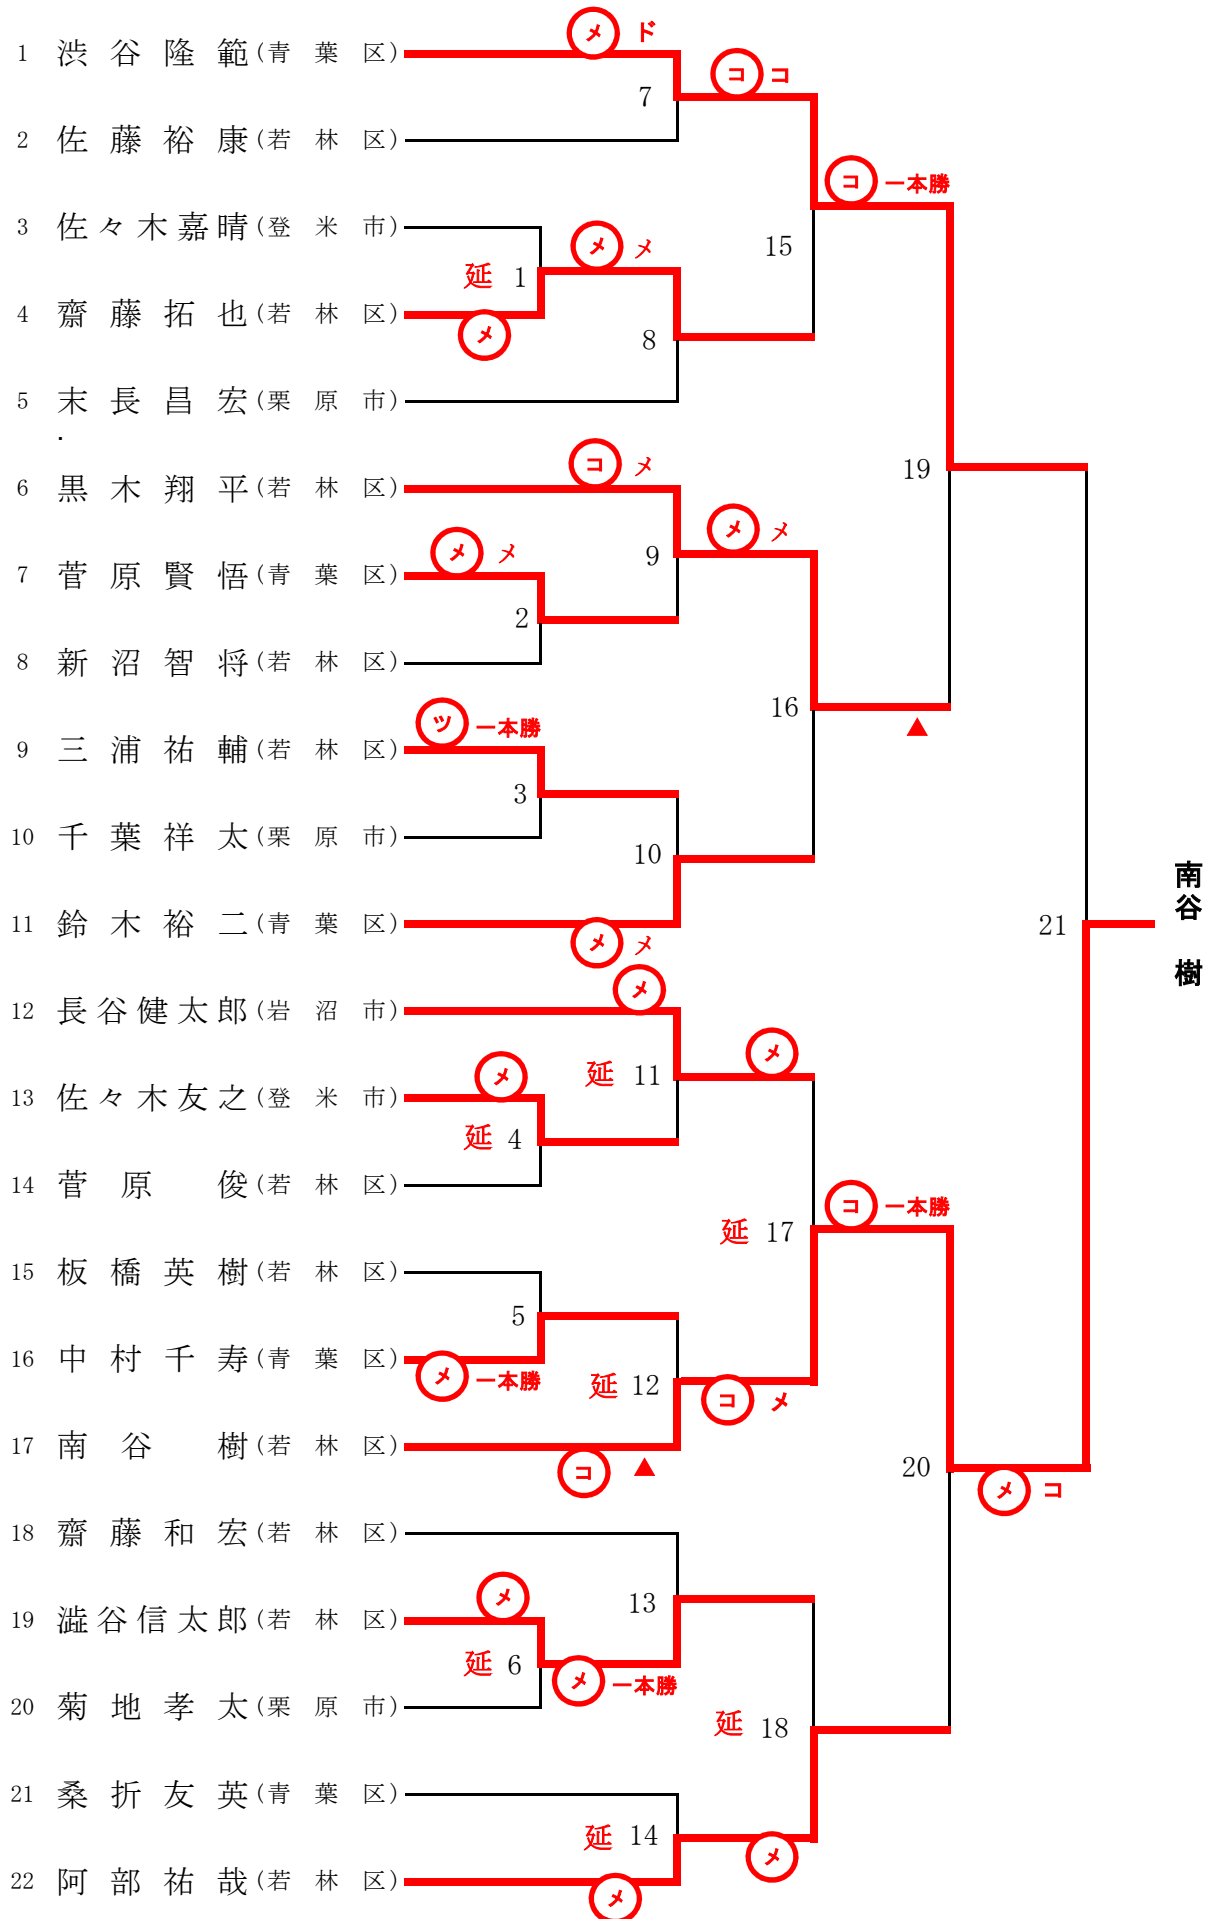 メ ド
1 渋谷隆範(青葉区)
コ コ
7
2 佐藤裕康(若林区)
コ 一本勝
3 佐々木嘉晴(登米市)
メ メ
15
延 1
4 齋藤拓也(若林区)
メ
8
5 末長昌宏(栗原市)
コ メ
19
6 黒木翔平(若林区)
メ メ
メ メ
9
7 菅原賢悟(青葉区)
2
8 新沼智将(若林区)
16
ツ 一本勝
▲
9 三浦祐輔(若林区)
3
10 千葉祥太(栗原市)
10
南谷 樹
11 鈴木裕二(青葉区)
21
メ メ
メ
12 長谷健太郎(岩沼市)
メ
延 11
メ
13 佐々木友之(登米市)
延 4
14 菅原 俊(若林区)
コ 一本勝
延 17
15 板橋英樹(若林区)
5
16 中村千寿(青葉区)
メ 一本勝
延 12
コ メ
17 南谷 樹(若林区)
コ ▲
20
メ コ
18 齋藤和宏(若林区)
メ
13
19 澁谷信太郎(若林区)
延 6
メ 一本勝
20 菊地孝太(栗原市)
延 18
21 桑折友英(青葉区)
延 14
メ
22 阿部祐哉(若林区)
メ